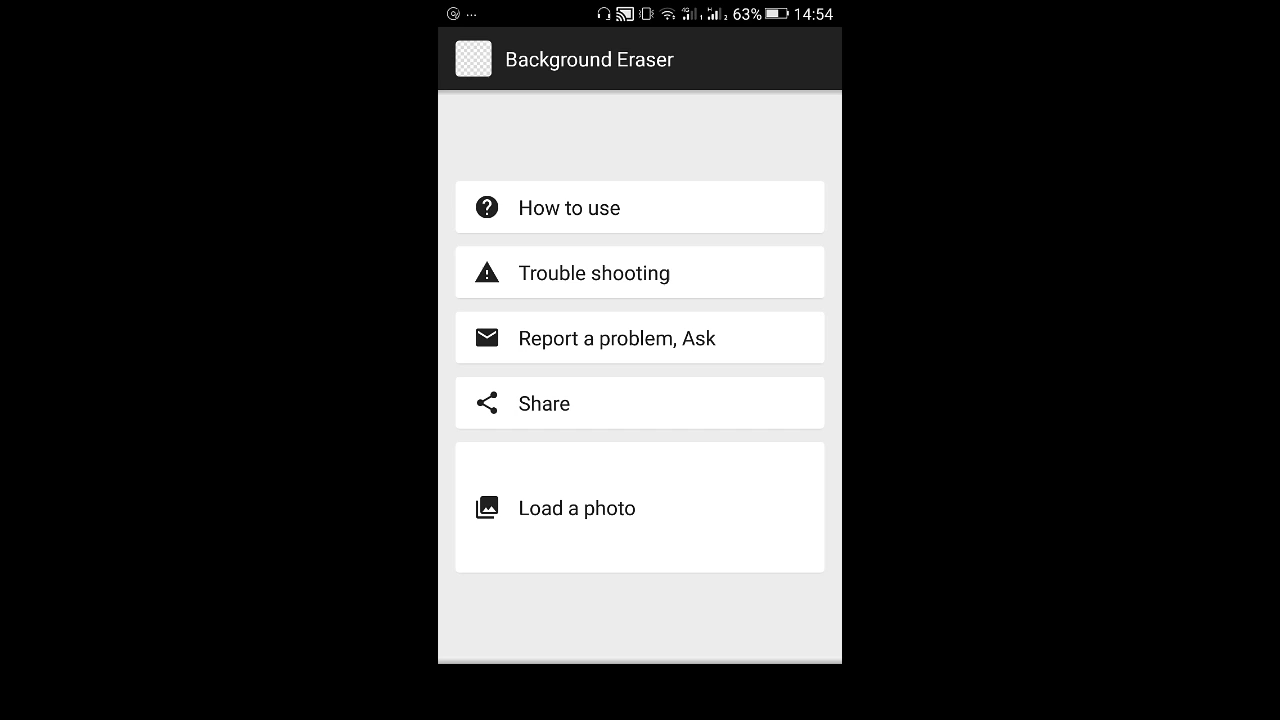 63% 14:54
Background Eraser
How to use
Trouble shooting
Report a problem, Ask
Share
Load a photo